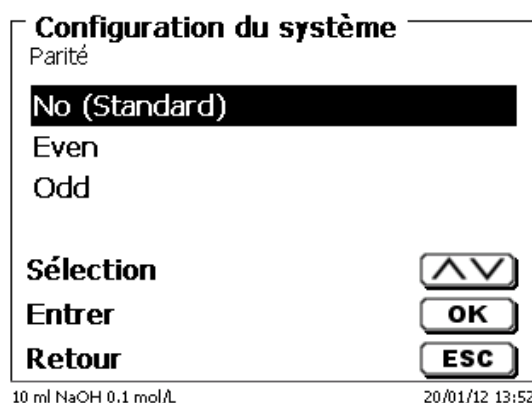 Configuration du système
Parité
No (Standard)
Even
Odd
Sélection
Entrer OK
Retour ESC
10 ml NaOH 0.1 mol/L 20/01/12 13:52